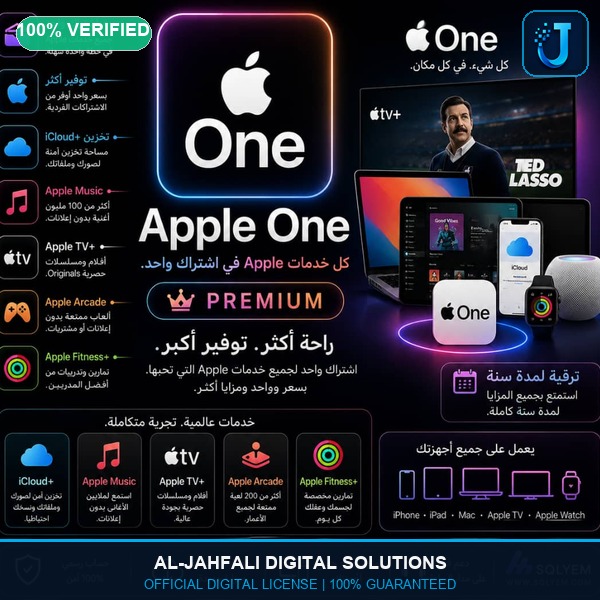 100% VERIFIED
في خطة واحدة سهلة.
توفير أكثر
بسعر واحد أوفر من
الاشتراكات الفردية.
تخزين +iCloud
مساحة تخزين آمنة
لصورك وملفاتك.
Apple Music
أكثر من 100 مليون
أغنية بدون إعلانات.
Apple TV+
أفلام ومسلسلات
حصرية Originals.
Apple Arcade
ألعاب ممتعة بدون
إعلانات أو مشتريات.
Apple Fitness+
تمارين وتدريبات من
أفضل المدربين.
One
Apple One
كل خدمات Apple في اشتراك واحد.
PREMIUM
راحة أكثر. توفير أكبر.
اشتراك واحد لجميع خدمات Apple التي تحبها.
بسعر وواحد ومزايا أكثر.
One
كل شيء. في كل مكان.
tv+
TED
LASSO
Good Vibes
iCloud
One
ترقية لمدة سنة
استمتع بجميع المزايا
لمدة سنة كاملة.
خدمات عالمية. تجربة متكاملة.
iCloud+
تخزين آمن لصورك
وملفاتك ونسخك
احتياطيا.
Apple Music
استمع لملايين
الأغاني بدون
إعلانات.
tv
Apple TV+
أفلام ومسلسلات
حصرية بجودة
عالية.
Apple Arcade
أكثر من 200 لعبة
ممتعة لجميع
الأعمار.
Apple Fitness+
تمارين مخصصة
لجسمك وعقلك
كل يوم.
يعمل على جميع أجهزتك
iPhone • iPad • Mac • Apple TV • Apple Watch
AL-JAHFALI DIGITAL SOLUTIONS
OFFICIAL DIGITAL LICENSE | 100% GUARANTEED